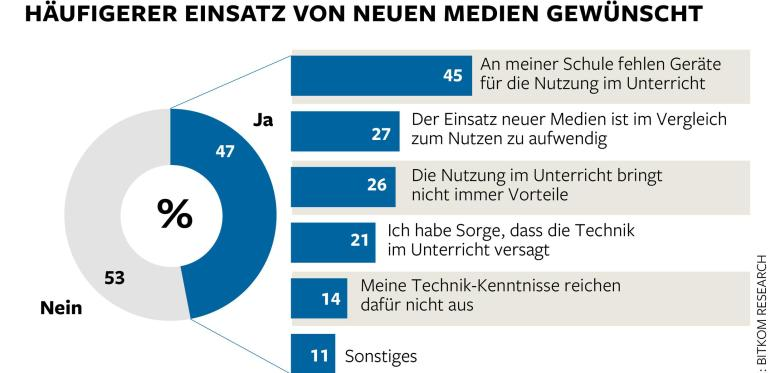 HÄUFIGERER EINSATZ VON NEUEN MEDIEN GEWÜNSCHT
Ja
47
%
53
Nein
45
An meiner Schule fehlen Geräte
für die Nutzung im Unterricht
27
Der Einsatz neuer Medien ist im Vergleich
zum Nutzen zu aufwendig
26
Die Nutzung im Unterricht bringt
nicht immer Vorteile
21
Ich habe Sorge, dass die Technik
im Unterricht versagt
14
Meine Technik-Kenntnisse reichen
dafür nicht aus
11
Sonstiges
: BITKOM RESEARCH